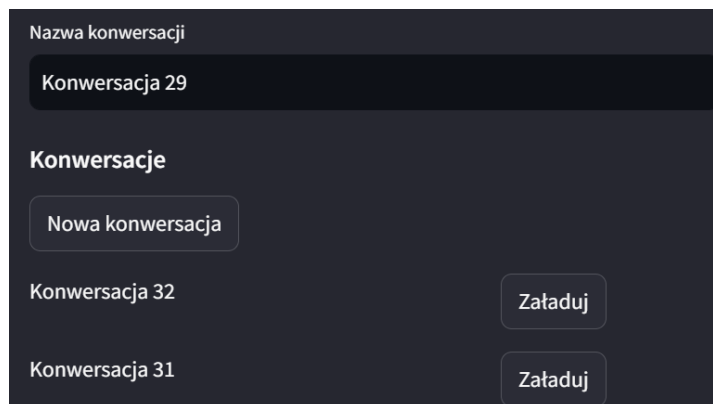 Nazwa konwersacji
Konwersacja 29
Konwersacje
Nowa konwersacja
Konwersacja 32
Załaduj
Konwersacja 31
Załaduj